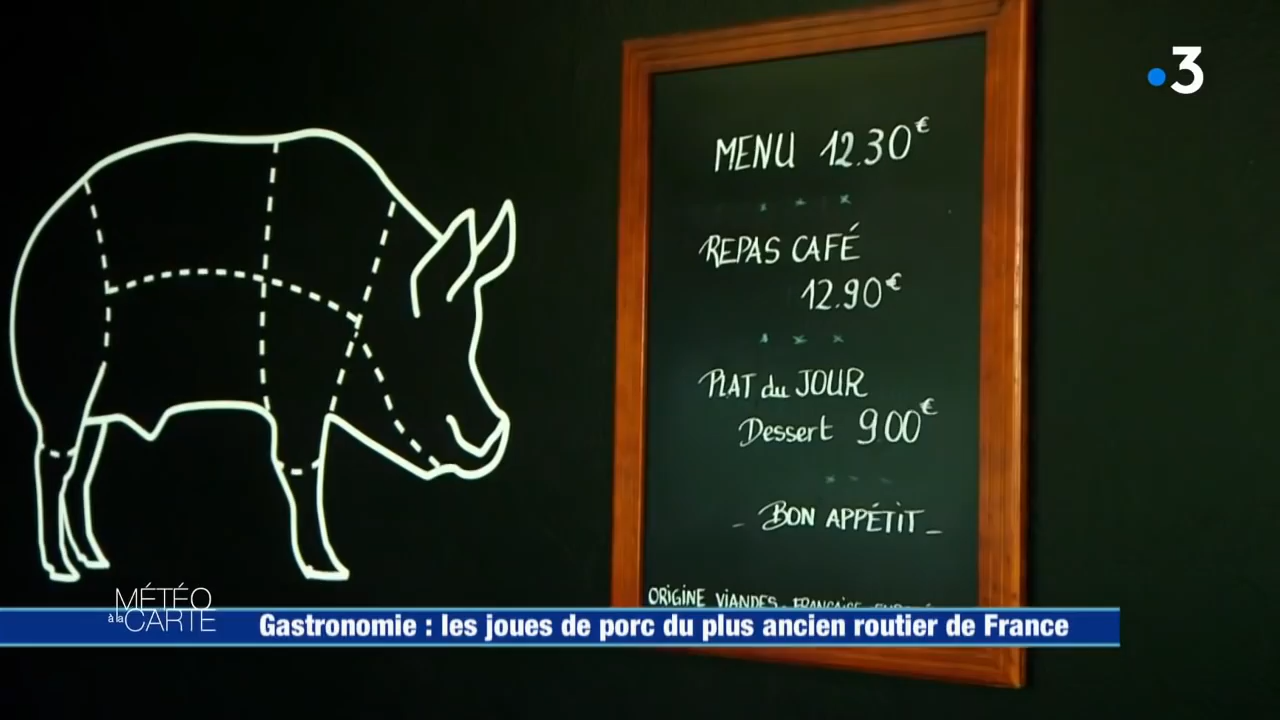 3
MENU 12.30€
REPAS CAFÉ
12.90€
PLAT du JOUR
Dessert 9 00€
- BON APPÉTIT -
ORIGINE VIANDES
MÉTÉO
à la CARTE
Gastronomie : les joues de porc du plus ancien routier de France